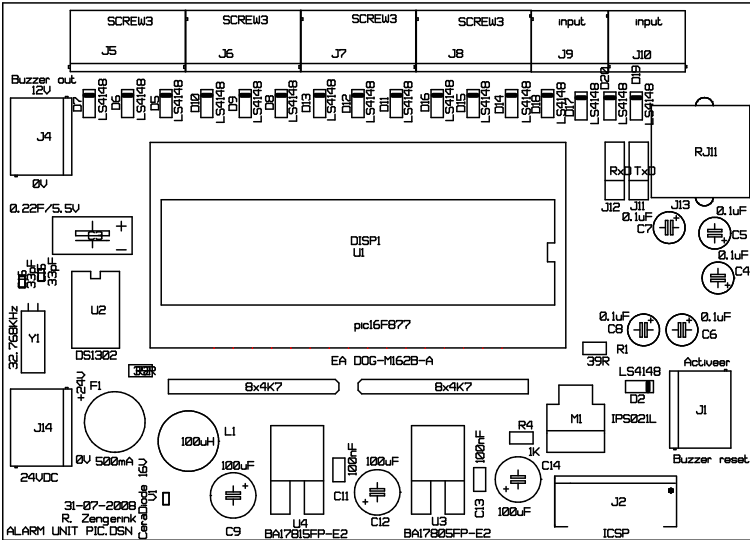 SCREW3 SCREW3 SCREW3 SCREW3 input input
J5 J6 J7 J8 J9 J10
Buzzer out
12V
D7 LS4148 D6 LS4148 D5 LS4148 D10 LS4148 D9 LS4148 D8 LS4148 D13 LS4148 D12 LS4148 D11 LS4148 D16 LS4148 D15 LS4148 D14 LS4148 D18 LS4148 D17 LS4148 D20 LS4148 D19 LS4148
J4
0V
RJ11
RxD TxD
J12 J11 J13
0.22F/5.5V
+
-
0.1uF 0.1uF
C7 C5
0.1uF
C4
DISP1
U1
33pF 33pF
U2
DS1302
32.768KHz
Y1
pic16F877
0.1uF 0.1uF
C8 C6
R1
39R
EA DOG-M162B-A
39R
8x4K7 8x4K7
LS4148
D2
Activeer
J1
Buzzer reset
+24V
J14
0V
24VDC
F1
500mA
L1
100uH
M1
IPS021L
R4
1K
100uF
C9
U4
BA17815FP-E2
100nF
C11
100uF
C12
U3
BA17805FP-E2
100nF
C13
C14
100uF
J2
ICSP
CeraDiode 16V
31-07-2008
R. Zengerink
ALARM UNIT PIC.DSN